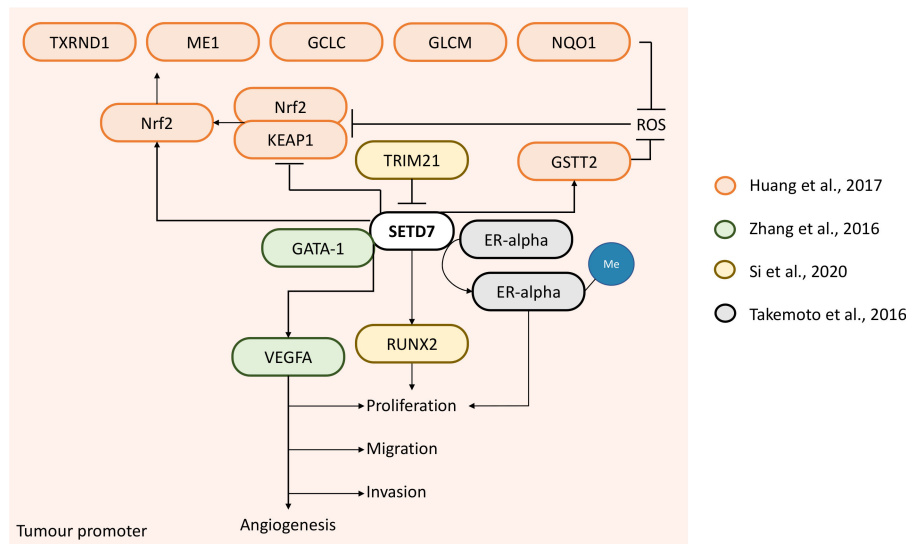 TXRND1
ME1
GCLC
GLCM
NQO1
Nrf2
Nrf2
KEAP1
ROS
TRIM21
GSTT2
SETD7
GATA-1
ER-alpha
ER-alpha
Me
VEGFA
RUNX2
Proliferation
Migration
Invasion
Angiogenesis
Tumour promoter
Huang et al., 2017
Zhang et al., 2016
Si et al., 2020
Takemoto et al., 2016